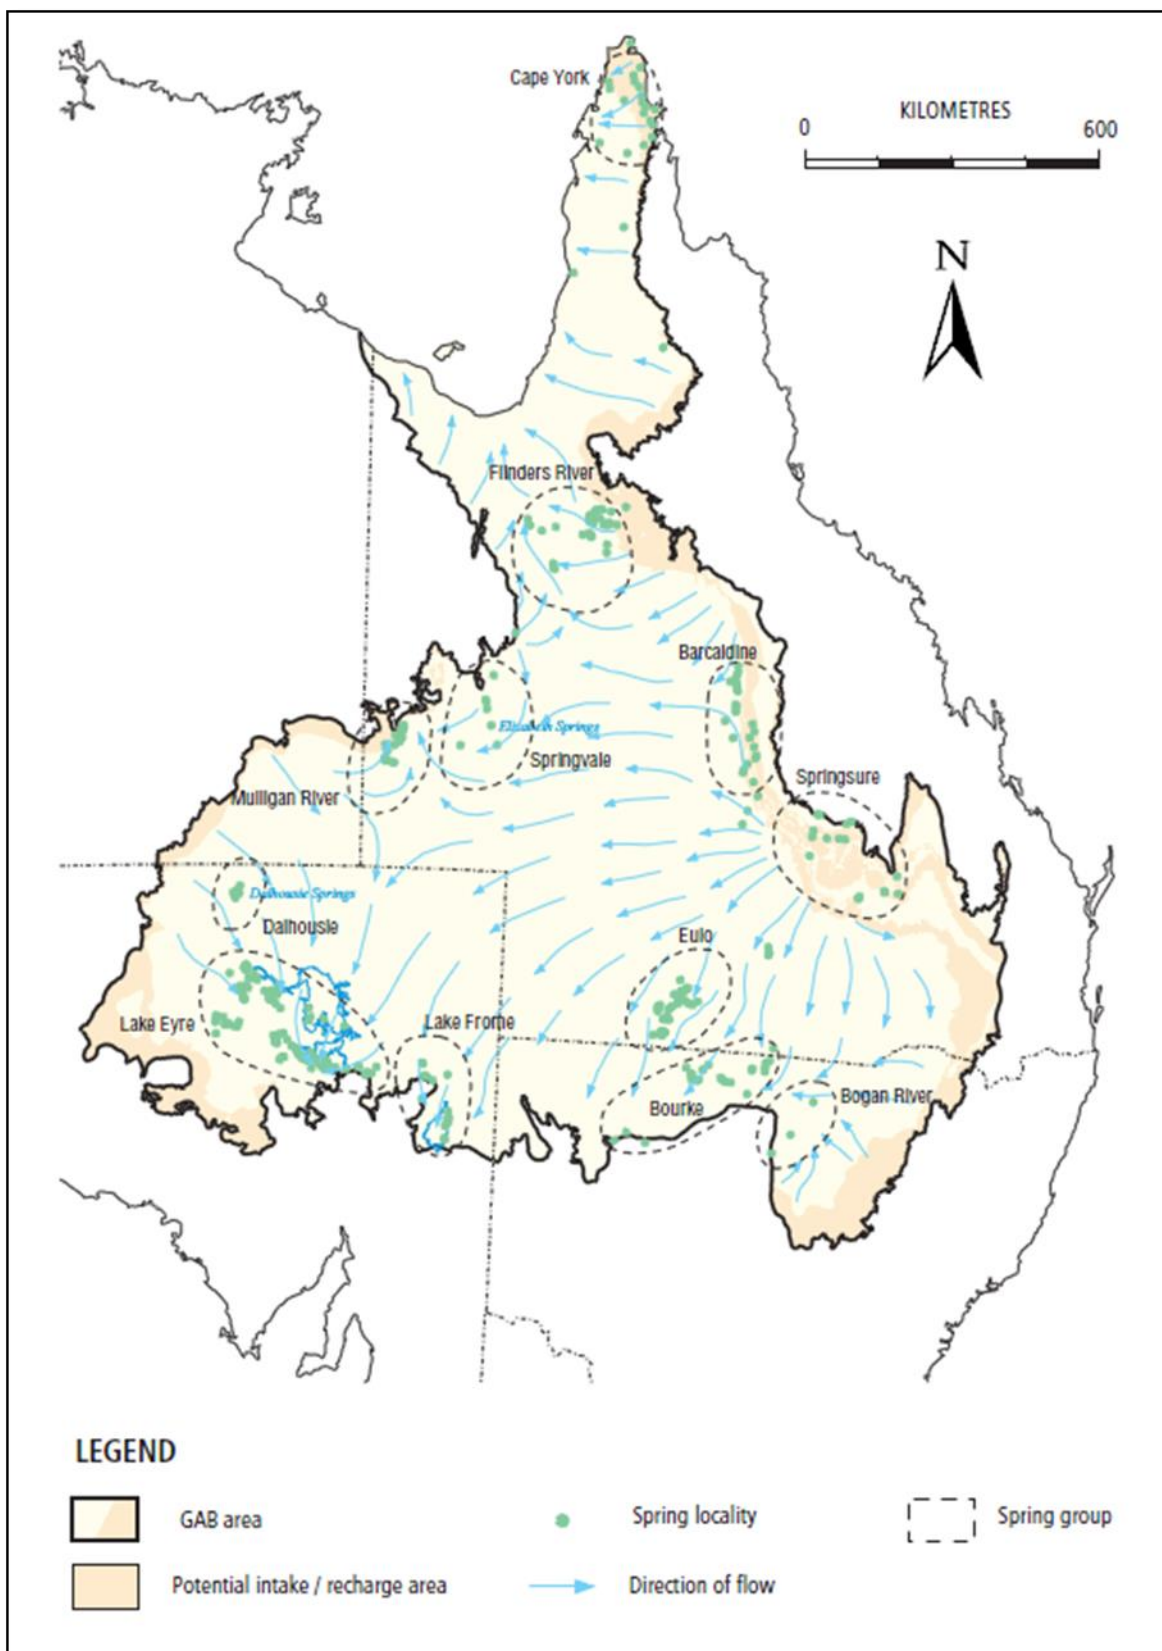 Cape York
KILOMETRES
0
600
N
Flinders River
Barcaldine
Elizabeth Springs
Springvale
Springsure
Mulligan River
Dalhousie Springs
Dalhousie
Eulo
Lake Eyre
Lake Frome
Bourke
Bogan River
LEGEND
GAB area
Spring locality
Spring group
Potential intake / recharge area
Direction of flow